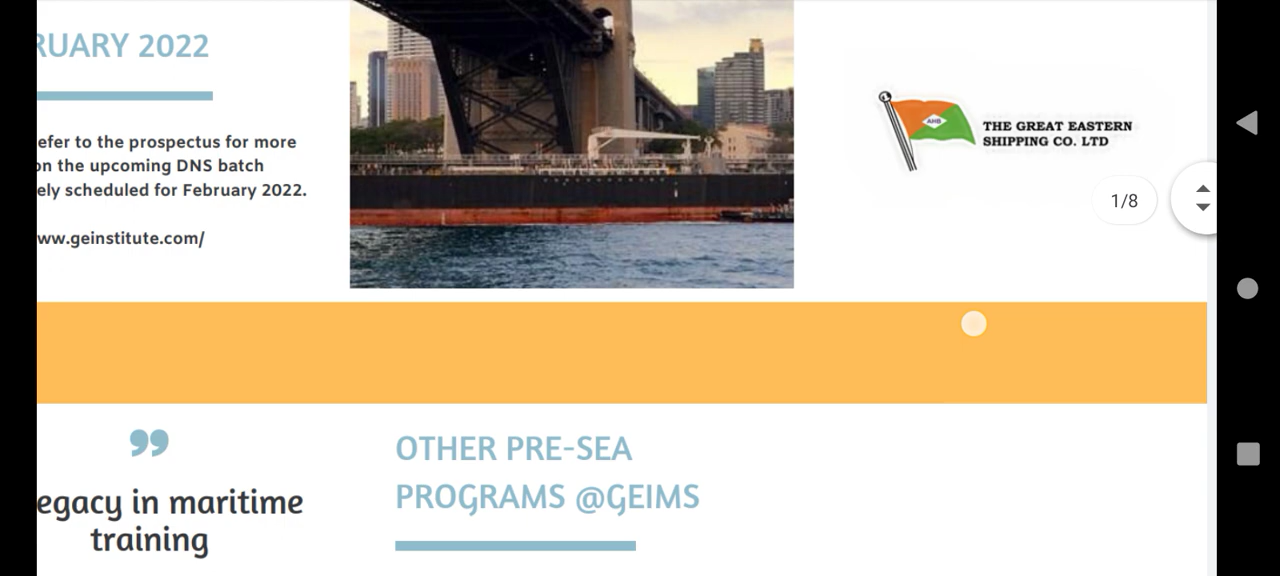 RUARY 2022
efer to the prospectus for more
on the upcoming DNS batch
ely scheduled for February 2022.
ww.geinstitute.com/
AHB
THE GREAT EASTERN
SHIPPING CO. LTD
1/8
”
egacy in maritime
training
OTHER PRE-SEA
PROGRAMS @GEIMS